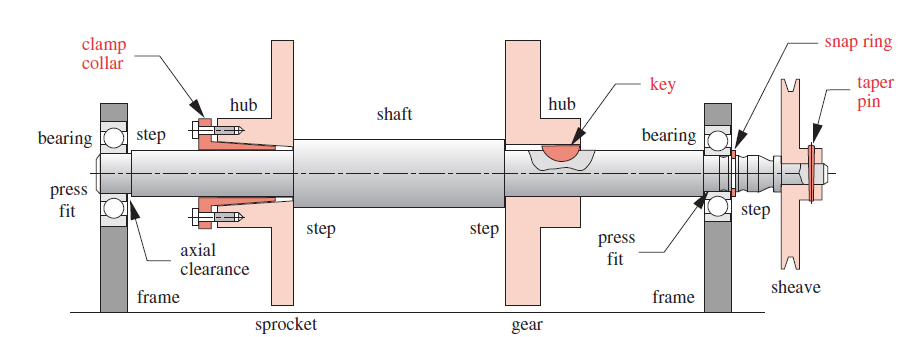 clamp
collar
snap ring
key
taper
pin
hub
shaft
hub
bearing
step
bearing
press
fit
step
step
step
press
fit
axial
clearance
frame
frame
sheave
sprocket
gear